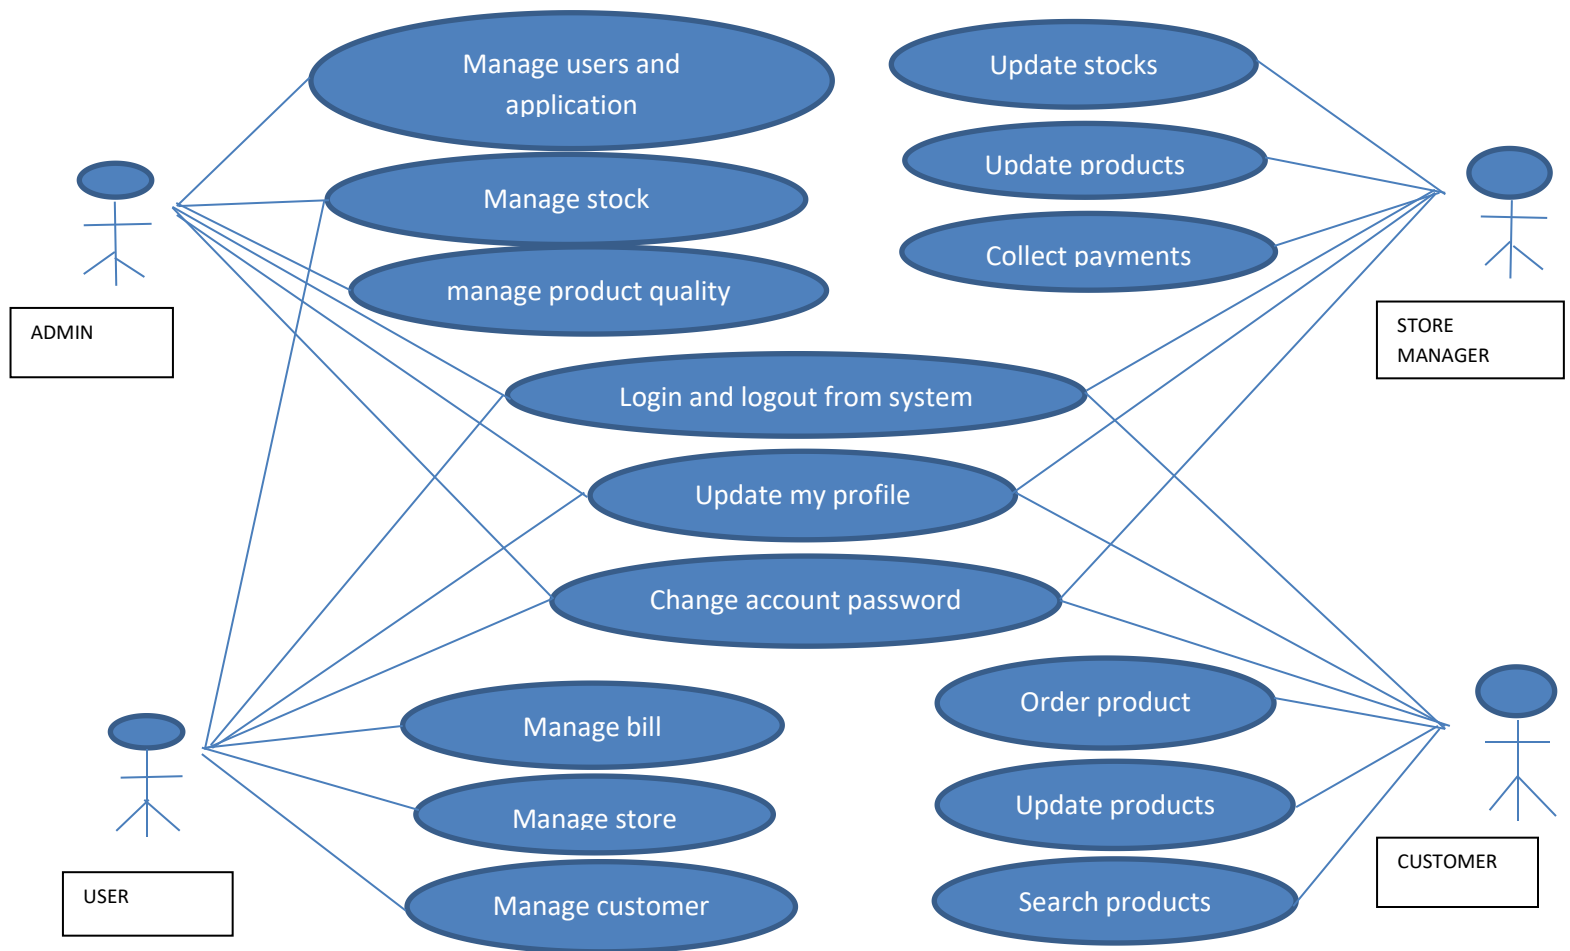 Manage users and
application
Update stocks
Manage stock
Update products
manage product quality
Collect payments
ADMIN
STORE
MANAGER
Login and logout from system
Update my profile
Change account password
Manage bill
Order product
Manage store
Update products
USER
CUSTOMER
Manage customer
Search products